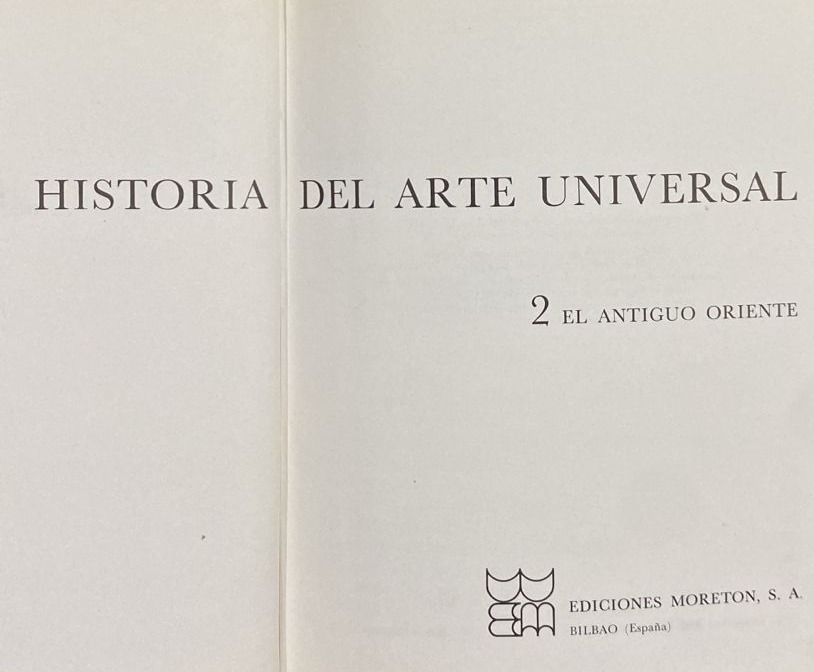 HISTORIA DEL ARTE UNIVERSAL
2 EL ANTIGUO ORIENTE
EDICIONES MORETON, S. A.
BILBAO (España)